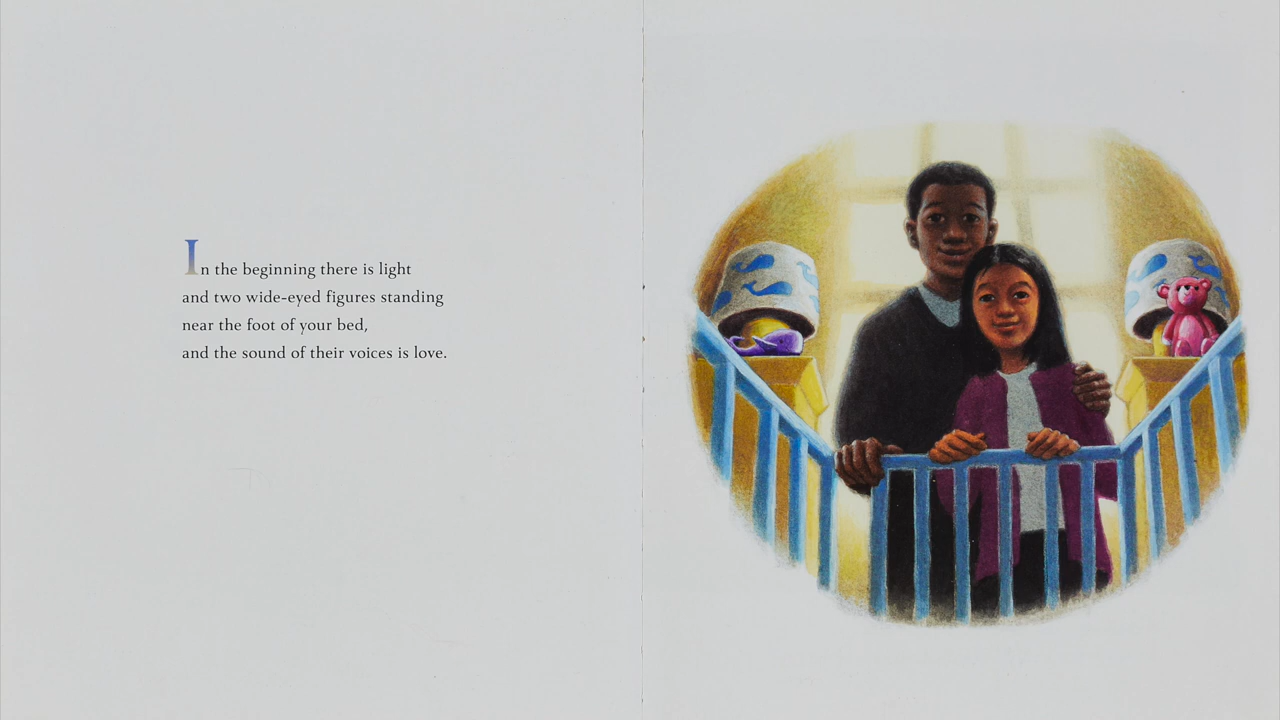 In the beginning there is light
and two wide-eyed figures standing
near the foot of your bed,
and the sound of their voices is love.